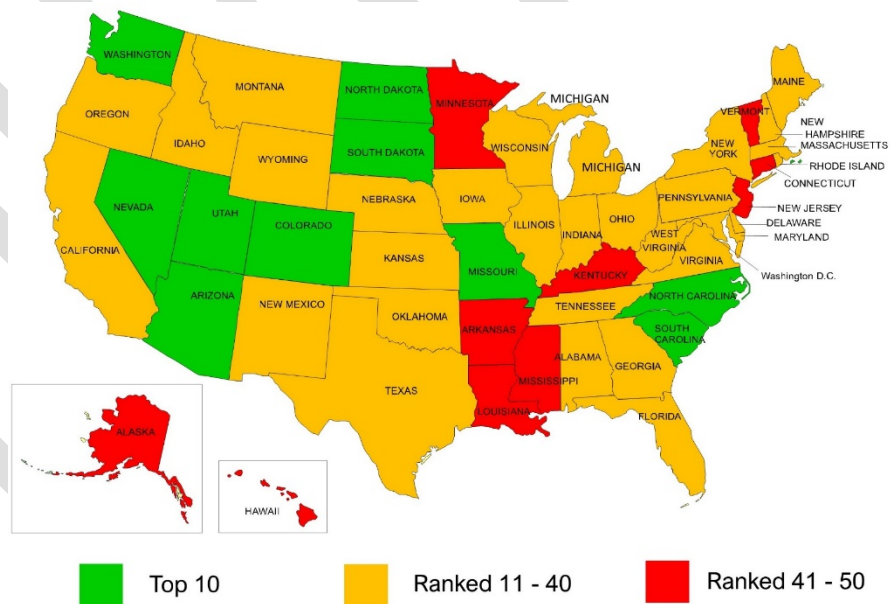 WASHINGTON
MONTANA
NORTH DAKOTA
MINNESOTA
MICHIGAN
MAINE
VERMONT
NEW
HAMPSHIRE
MASSACHUSETTS
OREGON
IDAHO
WYOMING
SOUTH DAKOTA
WISCONSIN
MICHIGAN
NEW
YORK
RHODE ISLAND
CONNECTICUT
NEVADA
UTAH
COLORADO
NEBRASKA
IOWA
ILLINOIS
INDIANA
OHIO
PENNSYLVANIA
NEW JERSEY
DELAWARE
MARYLAND
CALIFORNIA
KANSAS
MISSOURI
KENTUCKY
WEST
VIRGINIA
VIRGINIA
Washington D.C.
ARIZONA
NEW MEXICO
OKLAHOMA
ARKANSAS
TENNESSEE
NORTH CAROLINA
SOUTH
CAROLINA
TEXAS
LOUISIANA
MISSISSIPPI
ALABAMA
GEORGIA
FLORIDA
ALASKA
HAWAII
Top 10
Ranked 11 - 40
Ranked 41 - 50